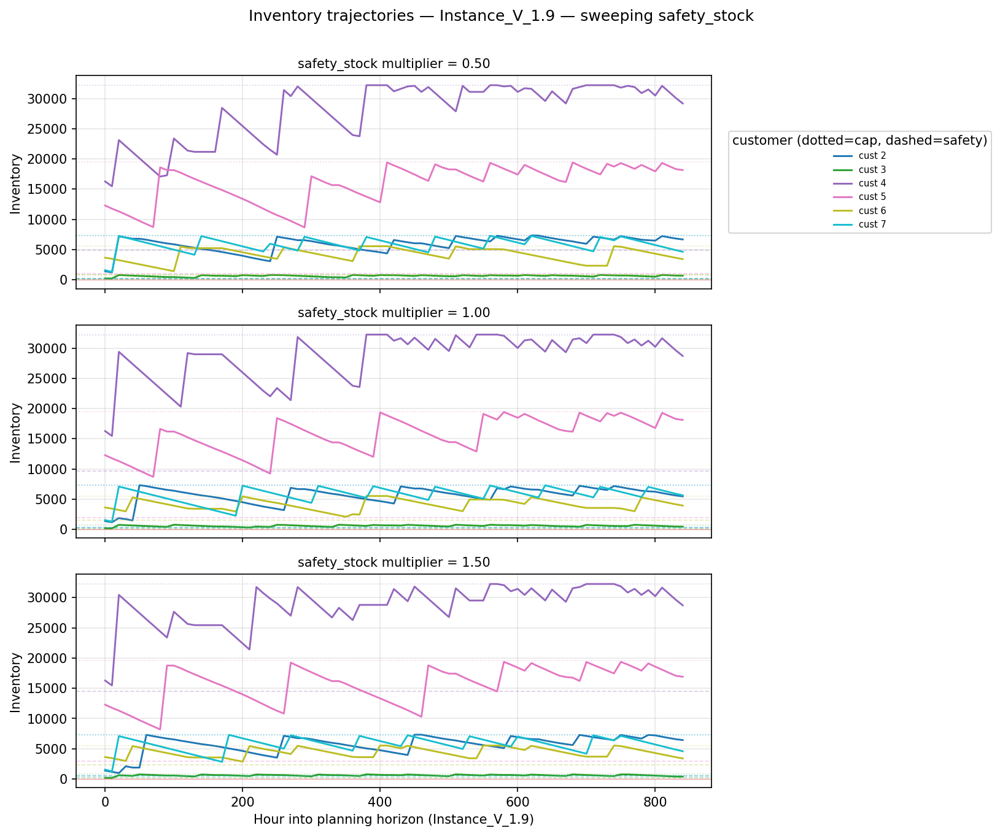 Inventory trajectories — Instance_V_1.9 — sweeping safety_stock
safety_stock multiplier = 0.50
Inventory
30000
25000
20000
15000
10000
5000
0
customer (dotted=cap, dashed=safety)
cust 2
cust 3
cust 4
cust 5
cust 6
cust 7
safety_stock multiplier = 1.00
Inventory
30000
25000
20000
15000
10000
5000
0
safety_stock multiplier = 1.50
Inventory
30000
25000
20000
15000
10000
5000
0
0 200 400 600 800
Hour into planning horizon (Instance_V_1.9)